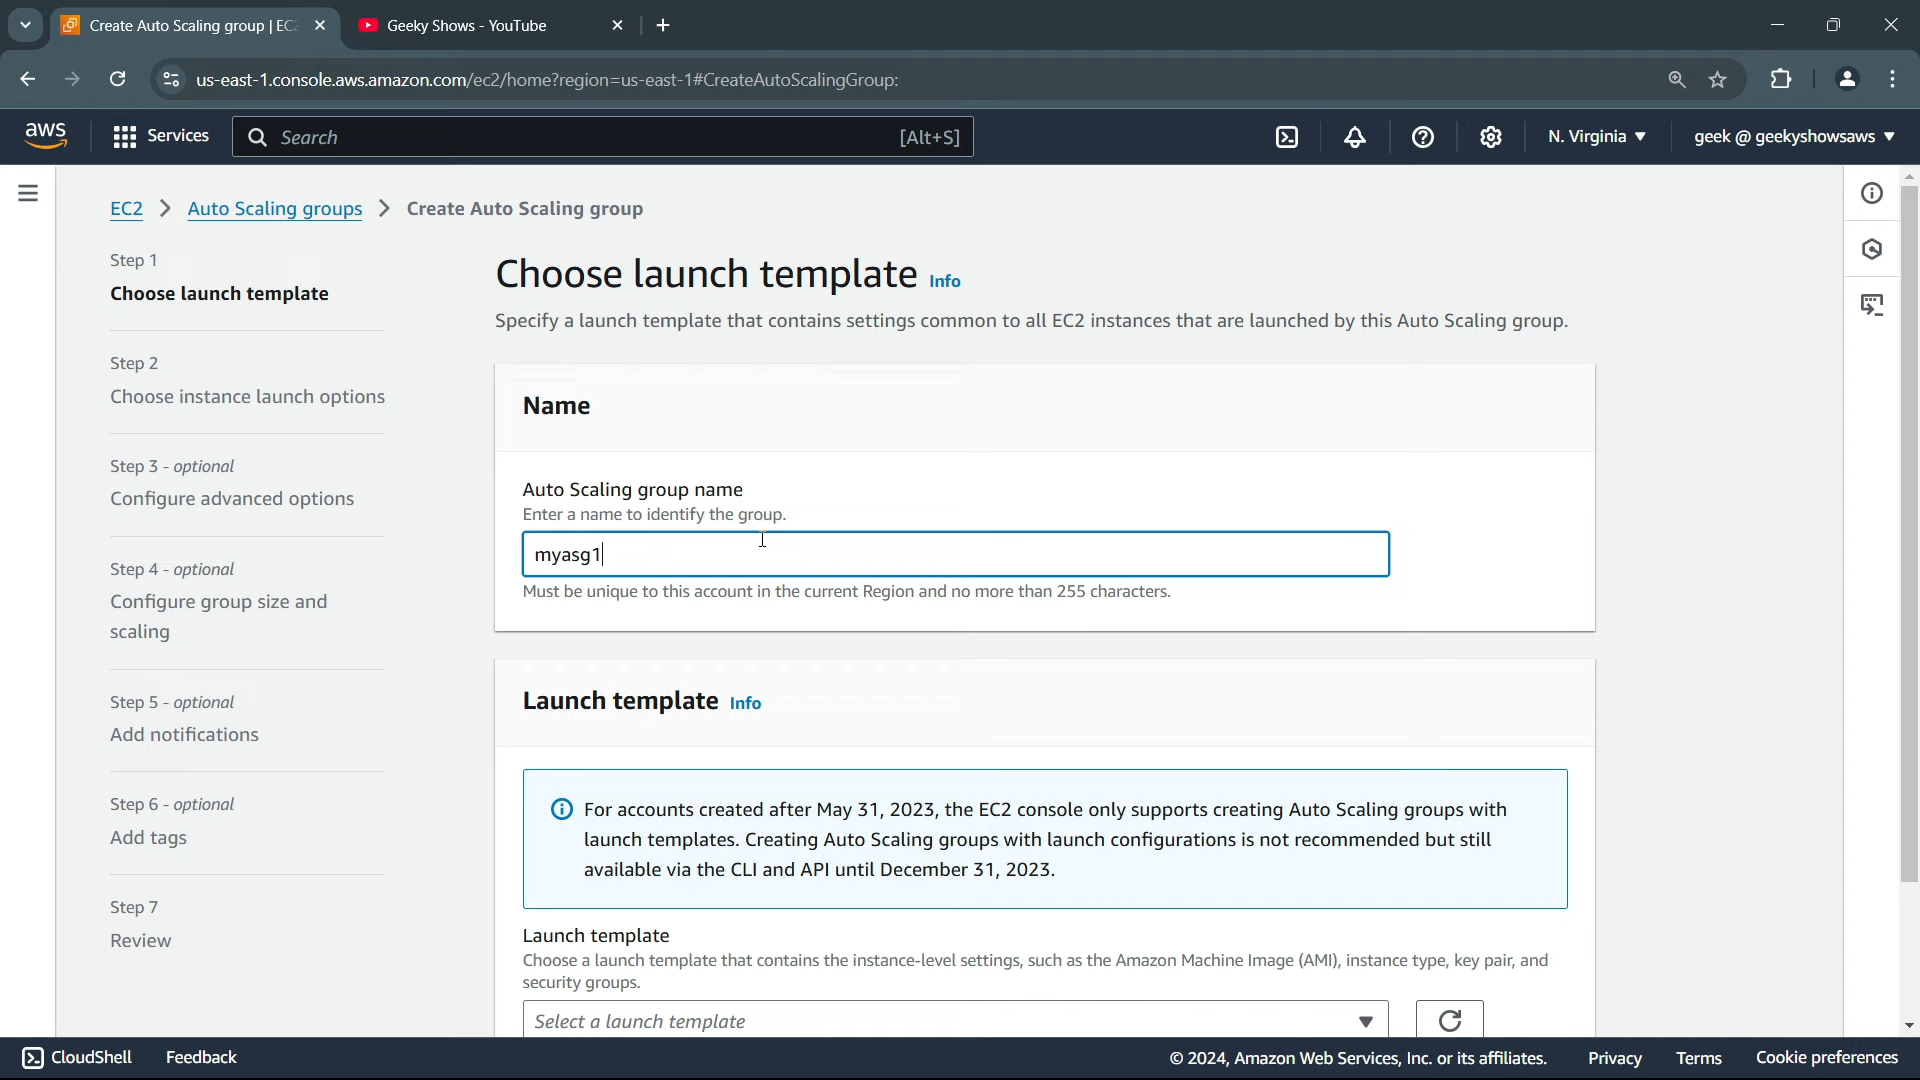 Create Auto Scaling group | EC2
Geeky Shows - YouTube
us-east-1.console.aws.amazon.com/ec2/home?region=us-east-1#CreateAutoScalingGroup:
aws
Services
Search
[Alt+S]
N. Virginia
geek @ geekyshowsaws
EC2
Auto Scaling groups
Create Auto Scaling group
Step 1
Choose launch template
Step 2
Choose instance launch options
Step 3 - optional
Configure advanced options
Step 4 - optional
Configure group size and
scaling
Step 5 - optional
Add notifications
Step 6 - optional
Add tags
Step 7
Review
Choose launch template Info
Specify a launch template that contains settings common to all EC2 instances that are launched by this Auto Scaling group.
Name
Auto Scaling group name
Enter a name to identify the group.
myasg1
Must be unique to this account in the current Region and no more than 255 characters.
Launch template Info
For accounts created after May 31, 2023, the EC2 console only supports creating Auto Scaling groups with
launch templates. Creating Auto Scaling groups with launch configurations is not recommended but still
available via the CLI and API until December 31, 2023.
Launch template
Choose a launch template that contains the instance-level settings, such as the Amazon Machine Image (AMI), instance type, key pair, and
security groups.
Select a launch template
CloudShell
Feedback
© 2024, Amazon Web Services, Inc. or its affiliates.
Privacy
Terms
Cookie preferences